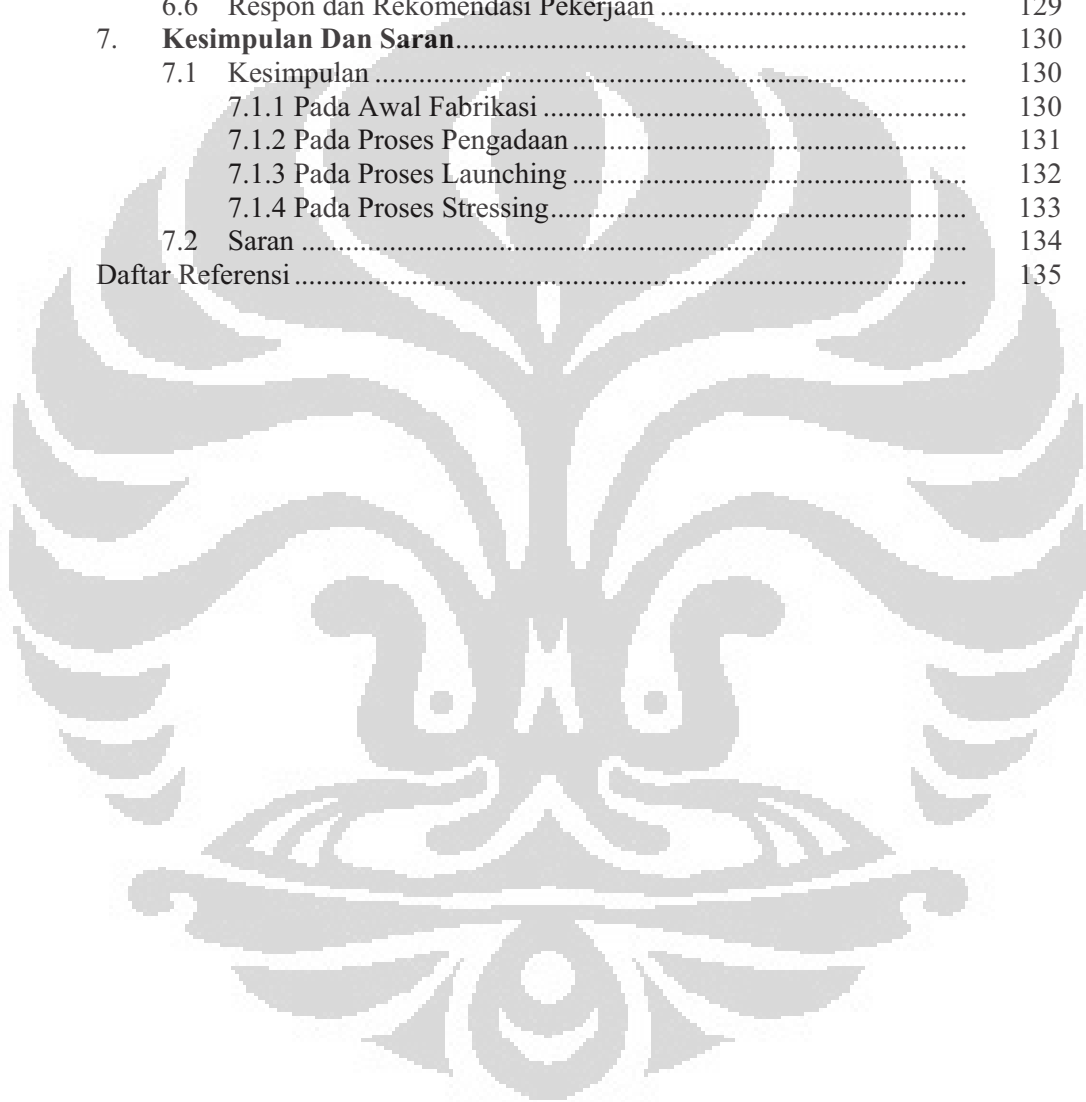 6.6 Respon dan Rekomendasi Pekerjaan ........................................ 129
7. Kesimpulan Dan Saran........................................ 130
7.1 Kesimpulan ........................................ 130
7.1.1 Pada Awal Fabrikasi ........................................ 130
7.1.2 Pada Proses Pengadaan ........................................ 131
7.1.3 Pada Proses Launching ........................................ 132
7.1.4 Pada Proses Stressing........................................ 133
7.2 Saran ........................................ 134
Daftar Referensi ........................................ 135